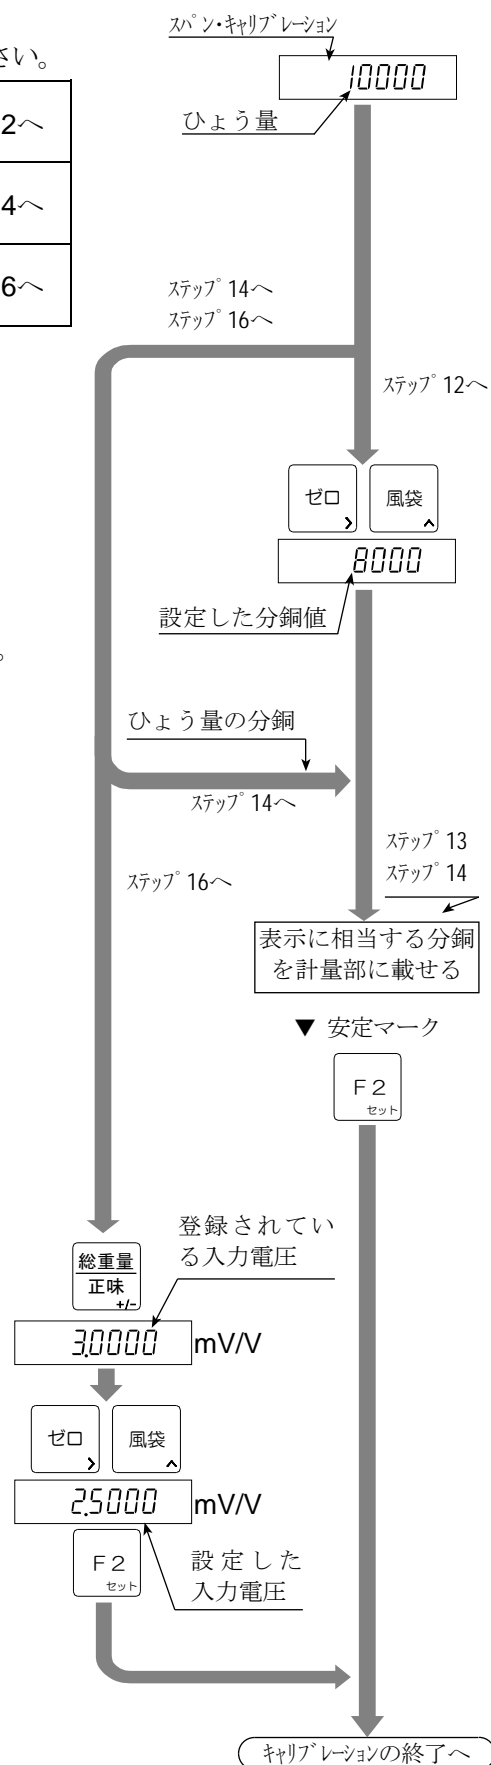 スパン・キャリブレーション
さい。
10000
2へ
ひょう量
4へ
6へ
ステップ 14へ
ステップ 16へ
ステップ 12へ
ゼロ
風袋
8000
設定した分銅値
。
ひょう量の分銅
ステップ 14へ
ステップ 13
ステップ 14
ステップ 16へ
表示に相当する分銅
を計量部に載せる
▼ 安定マーク
F2
セット
登録されてい
る入力電圧
総重量
正味
+/-
3.0000 mV/V
ゼロ
風袋
2.5000 mV/V
F2
セット
設定した
入力電圧
キャリブレーションの終了へ